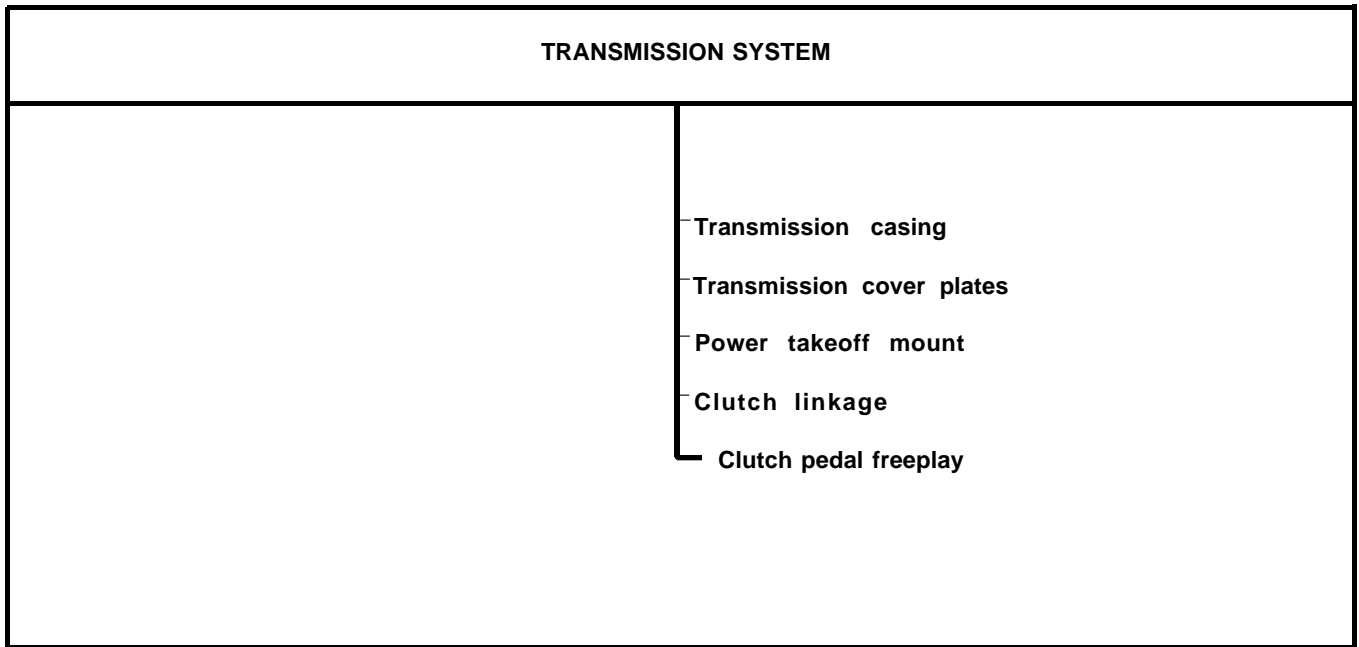 TRANSMISSION SYSTEM
Transmission casing
Transmission cover plates
Power takeoff mount
Clutch linkage
Clutch pedal freeplay